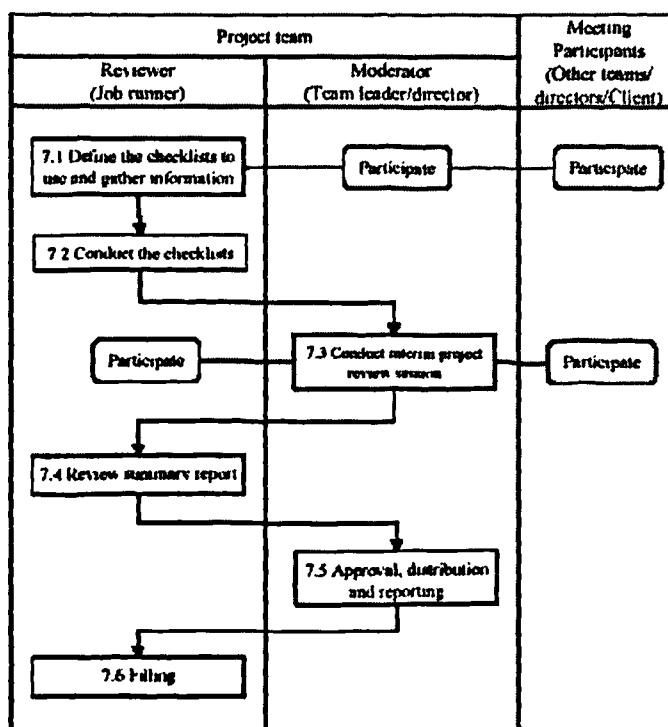 Project team
Meeting
Participants
(Other teams/
directors/Client)
Reviewer
(Job runner)
Moderator
(Team leader/director)
7.1 Define the checklists to
use and gather information
Participate
Participate
7.2 Conduct the checklists
Participate
7.3 Conduct interim project
review session
Participate
7.4 Review summary report
7.5 Approval, distribution
and reporting
7.6 Filling